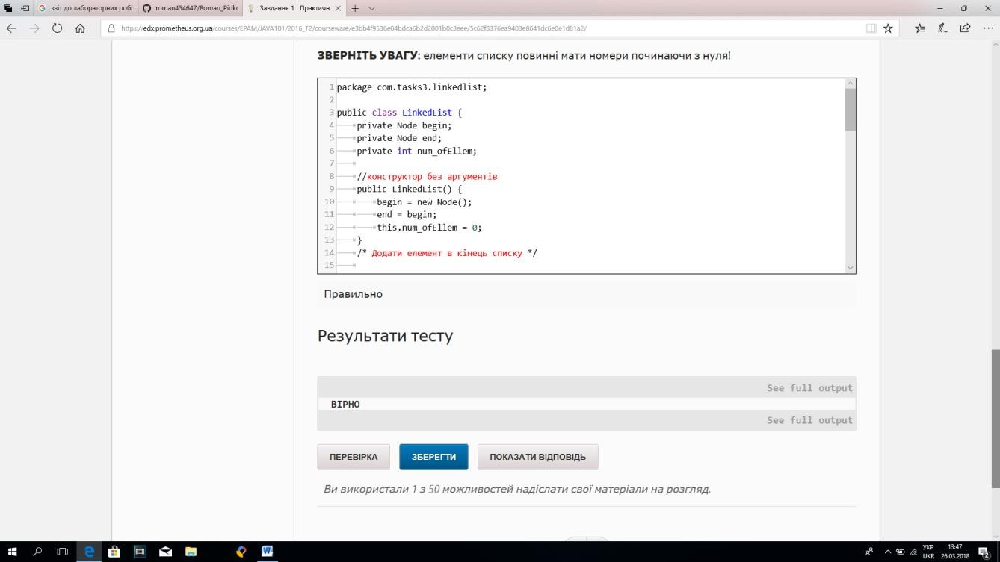 звіт до лабораторних робіт
roman454647/Roman_Pidko
Завдання 1 | Практичн
https://edx.prometheus.org.ua/courses/EPAM/JAVA101/2016_T2/courseware/e3bb4f9536e04bdca6b2d2001b0c3eee/5c62f8376ea9403e8641dc6e0e1d81a2/
ЗВЕРНІТЬ УВАГУ: елементи списку повинні мати номери починаючи з нуля!
1 package com.tasks3.linkedlist;
2
3 public class LinkedList {
4 private Node begin;
5 private Node end;
6 private int num_ofEllem;
7
8 //конструктор без аргументів
9 public LinkedList() {
10 begin = new Node();
11 end = begin;
12 this.num_ofEllem = 0;
13 }
14 /* Додати елемент в кінець списку */
15
Правильно
Результати тесту
See full output
ВІРНО
See full output
ПЕРЕВІРКА ЗБЕРЕГТИ ПОКАЗАТИ ВІДПОВІДЬ
Ви використали 1 з 50 можливостей надіслати свої матеріали на розгляд.
УКР 13:47
UKR 26.03.2018 2